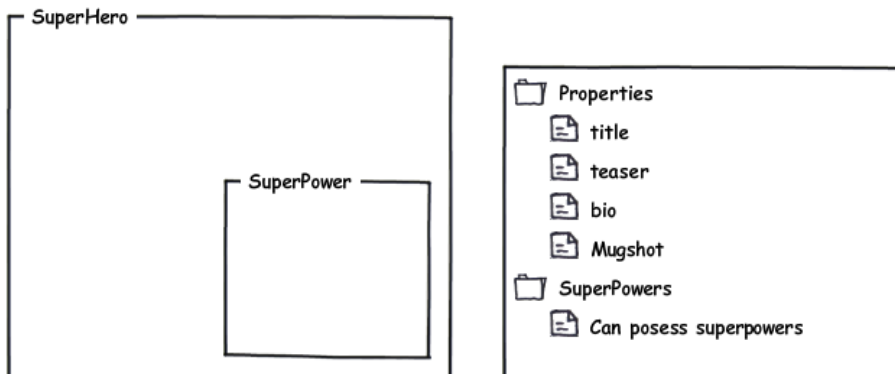 SuperHero
SuperPower
Properties
title
teaser
bio
Mugshot
SuperPowers
Can posess superpowers